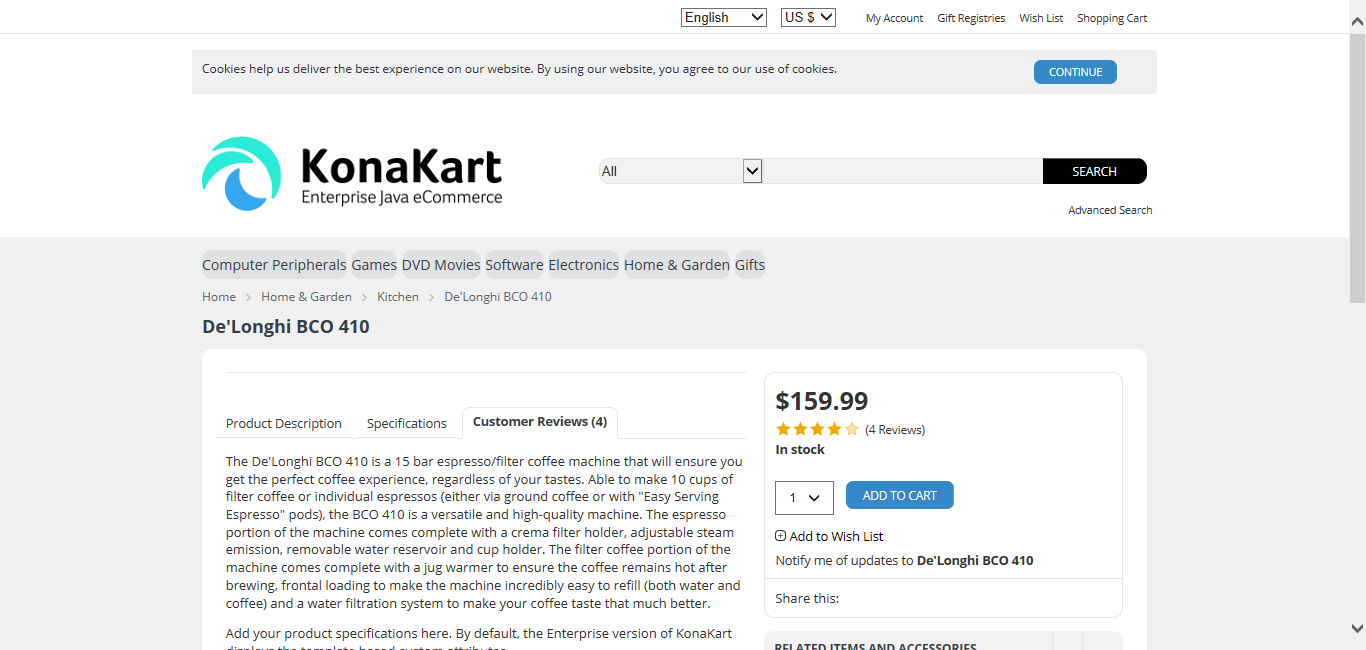 English US $ My Account Gift Registries Wish List Shopping Cart
Cookies help us deliver the best experience on our website. By using our website, you agree to our use of cookies. CONTINUE
KonaKart
Enterprise Java eCommerce
All SEARCH
Advanced Search
Computer Peripherals Games DVD Movies Software Electronics Home & Garden Gifts
Home > Home & Garden > Kitchen > De'Longhi BCO 410
De'Longhi BCO 410
Product Description Specifications Customer Reviews (4)
The De'Longhi BCO 410 is a 15 bar espresso/filter coffee machine that will ensure you
get the perfect coffee experience, regardless of your tastes. Able to make 10 cups of
filter coffee or individual espressos (either via ground coffee or with "Easy Serving
Espresso" pods), the BCO 410 is a versatile and high-quality machine. The espresso
portion of the machine comes complete with a crema filter holder, adjustable steam
emission, removable water reservoir and cup holder. The filter coffee portion of the
machine comes complete with a jug warmer to ensure the coffee remains hot after
brewing, frontal loading to make the machine incredibly easy to refill (both water and
coffee) and a water filtration system to make your coffee taste that much better.
Add your product specifications here. By default, the Enterprise version of KonaKart
displays the template based custom attributes.
$159.99
(4 Reviews)
In stock
1 ADD TO CART
Add to Wish List
Notify me of updates to De'Longhi BCO 410
Share this:
RELATED ITEMS AND ACCESSORIES